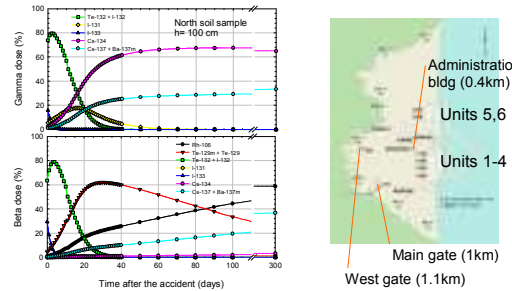 North soil sample
h= 100 cm
Te-132 + I-132
I-131
I-133
Cs-134
Cs-137 + Ba-137m
Gamma dose (%)
100
80
60
40
20
0
Rh-106
Te-129m + Te-129
Te-132 + I-132
I-131
I-133
Cs-134
Cs-137 + Ba-137m
Beta dose (%)
100
80
60
40
20
0
0 20 40 60 80 100 300
Time after the accident (days)
Administratio
bldg (0.4km)
Units 5,6
Units 1-4
Main gate (1km)
West gate (1.1km)